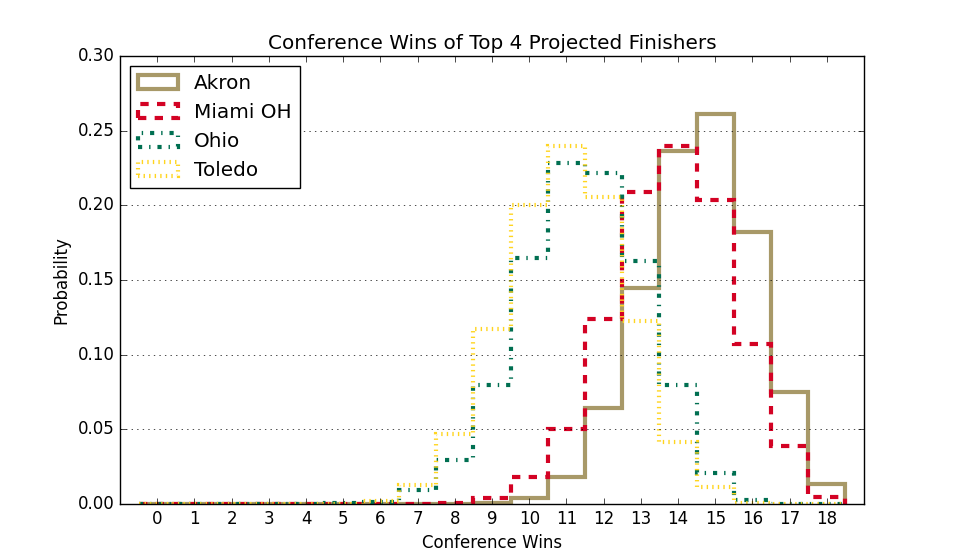 Conference Wins of Top 4 Projected Finishers
0.30
0.25
0.20
0.15
0.10
0.05
0.00
Probability
Akron
Miami OH
Ohio
Toledo
0 1 2 3 4 5 6 7 8 9 10 11 12 13 14 15 16 17 18
Conference Wins